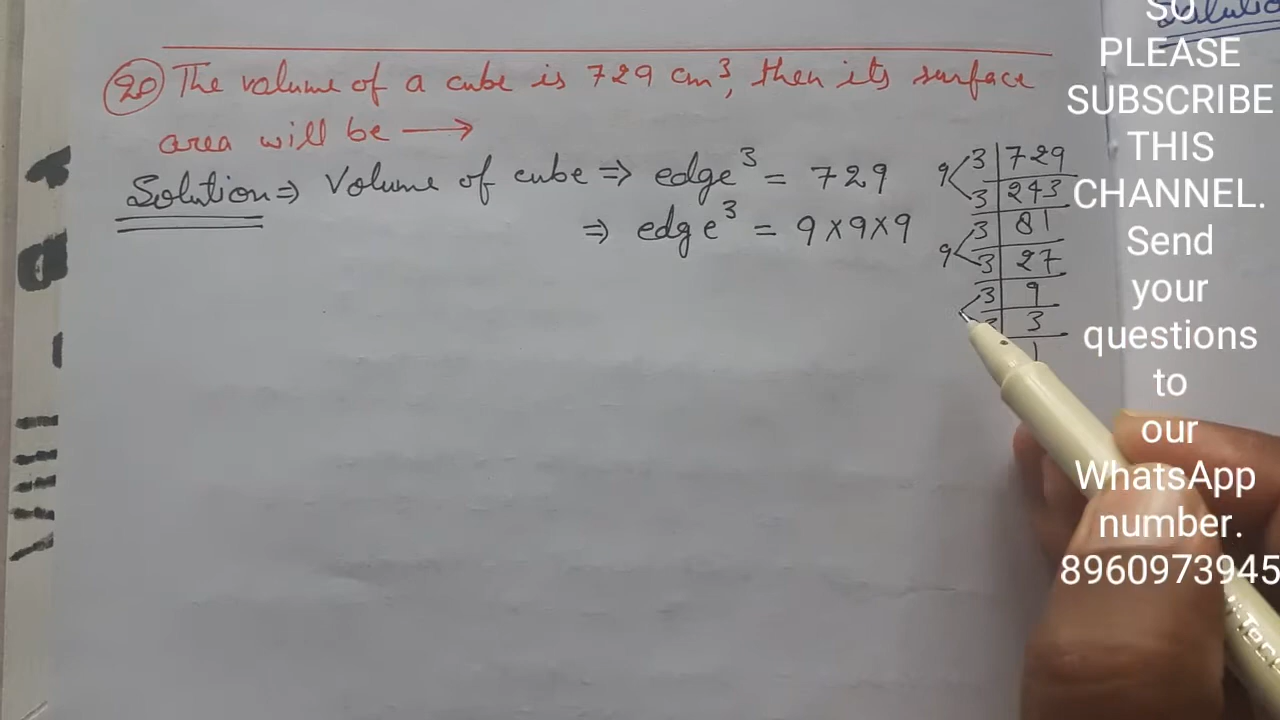 20 The volume of a cube is 729 cm³, then its surface
area will be ⟶
Solution ⇒ Volume of cube ⇒ edge³ = 729
⇒ edge³ = 9×9×9
9 3 | 729
3 | 243
3 | 81
9 3 | 27
3 | 9
3 | 3
1
SO
PLEASE
SUBSCRIBE
THIS
CHANNEL.
Send
your
questions
to
our
WhatsApp
number.
8960973945